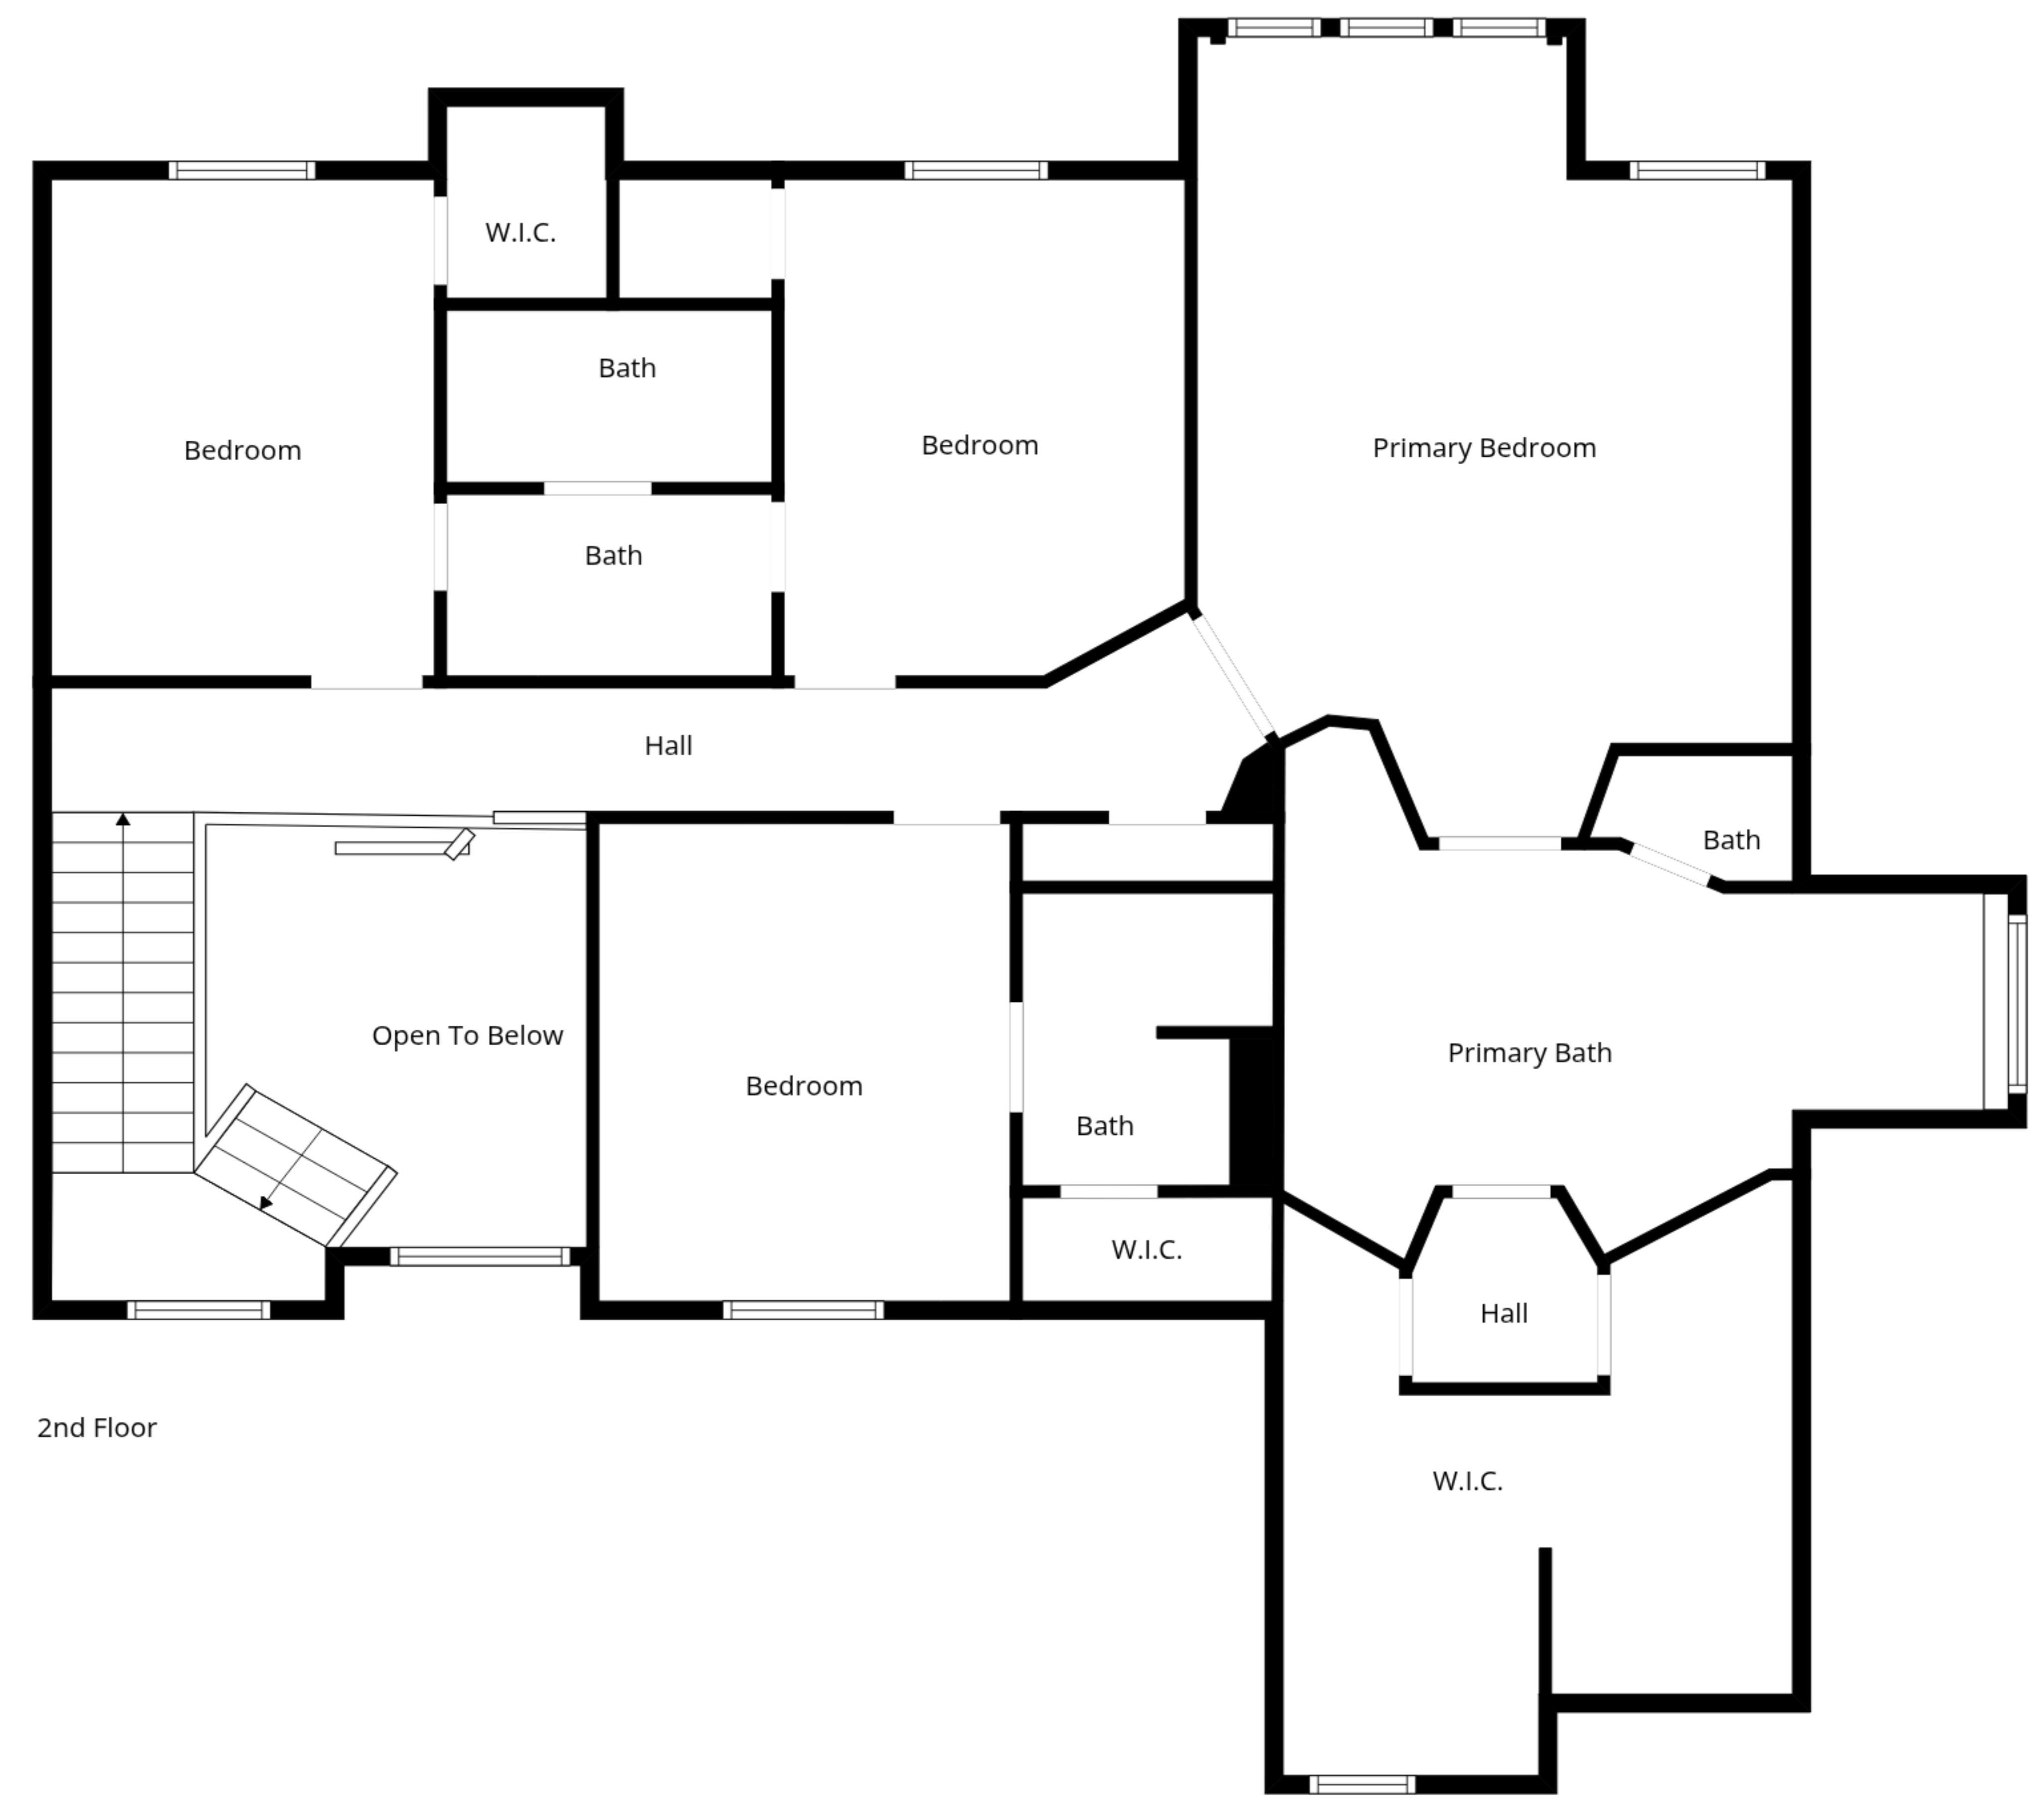 W.I.C.
Bath
Bedroom
Bedroom
Primary Bedroom
Bath
Hall
Bath
Open To Below
Primary Bath
Bedroom
Bath
W.I.C.
Hall
2nd Floor
W.I.C.